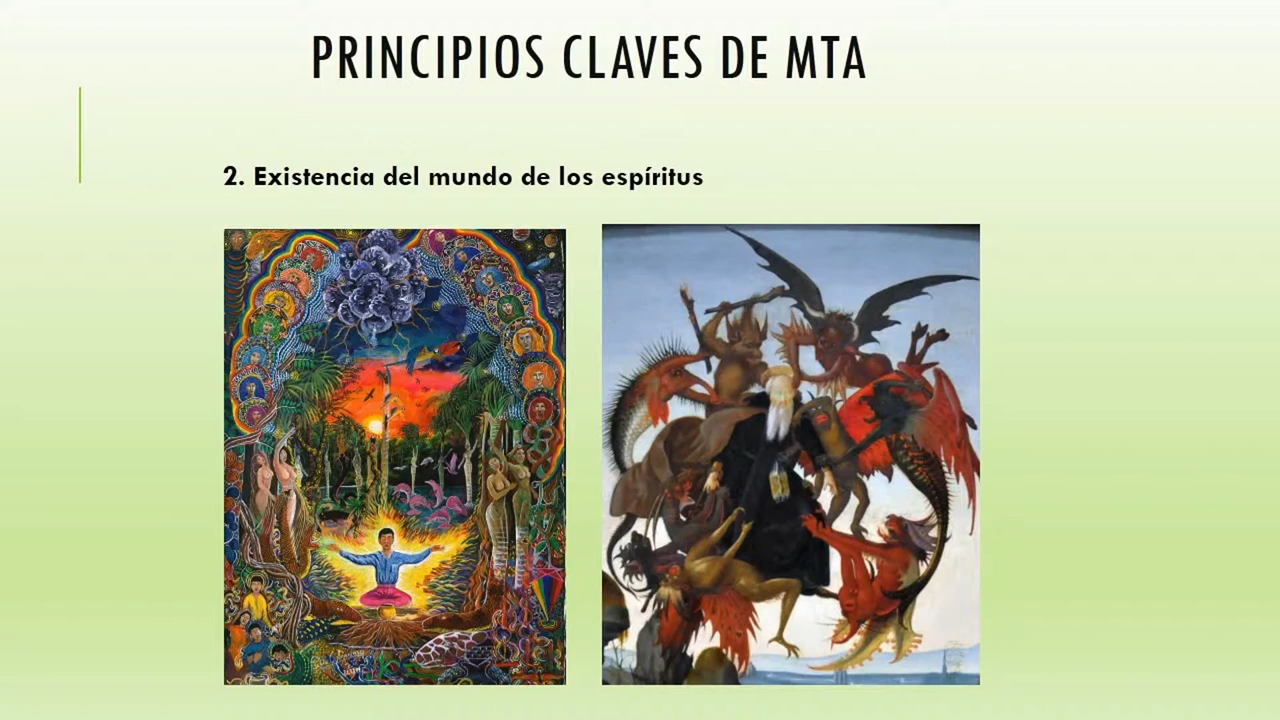 PRINCIPIOS CLAVES DE MTA
2. Existencia del mundo de los espíritus